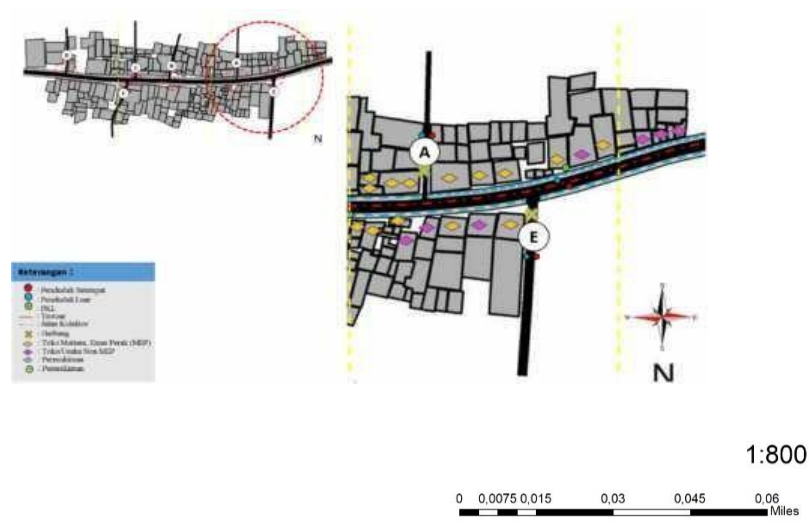 N
A
E
Keterangan :
: Penduduk Setempat
: Penduduk Luar
: PKL
: Trotoar
: Jalan Kolektor
: Gerbang
: Toko Mutiara, Emas Perak (MEP)
: Toko/Usaha Non MEP
: Permukiman
N
1:800
0 0,0075 0,015 0,03 0,045 0,06
Miles